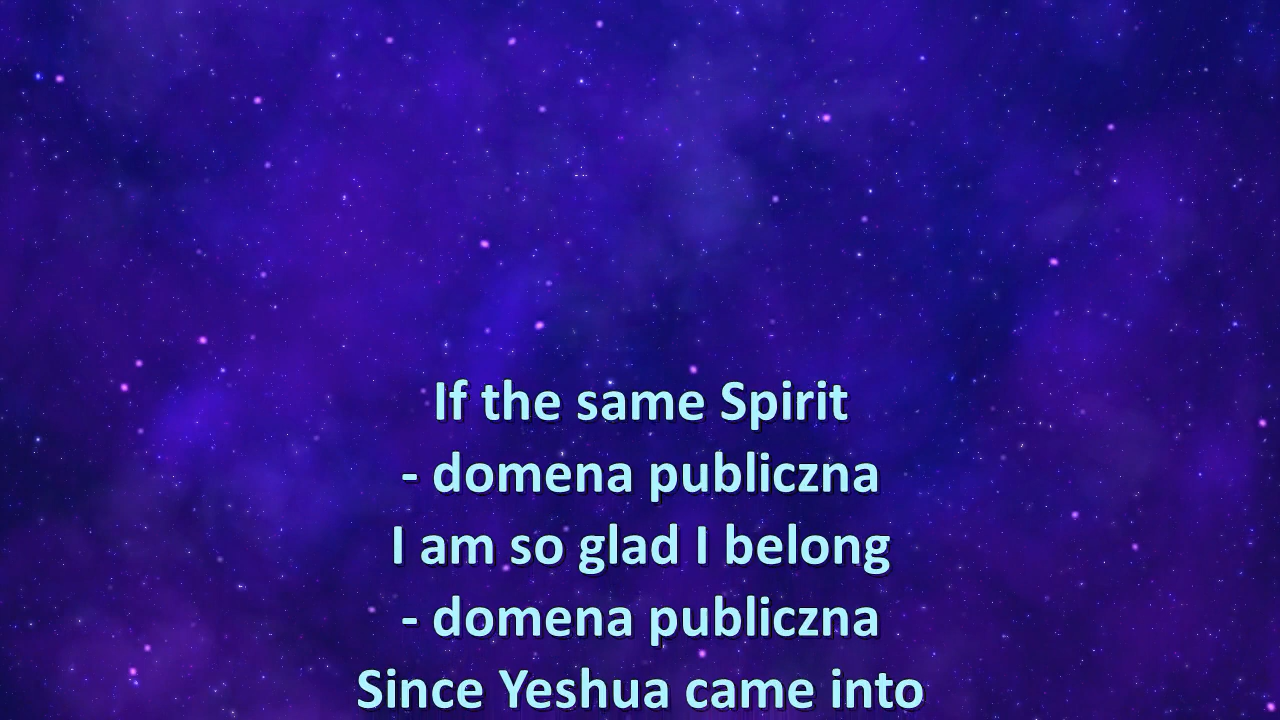 If the same Spirit
- domena publiczna
I am so glad I belong
- domena publiczna
Since Yeshua came into